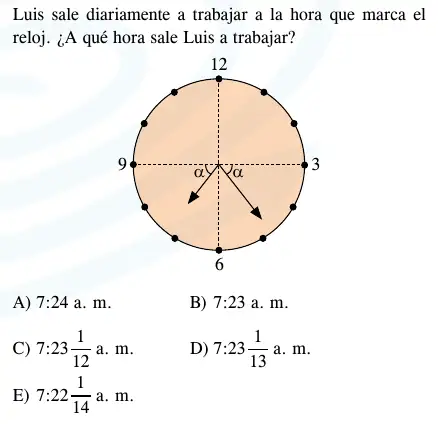 Luis sale diariamente a trabajar a la hora que marca el
reloj. ¿A qué hora sale Luis a trabajar?
12
9 α α 3
6
A) 7:24 a. m. B) 7:23 a. m.
C) 7:23 1/12 a. m. D) 7:23 1/13 a. m.
E) 7:22 1/14 a. m.